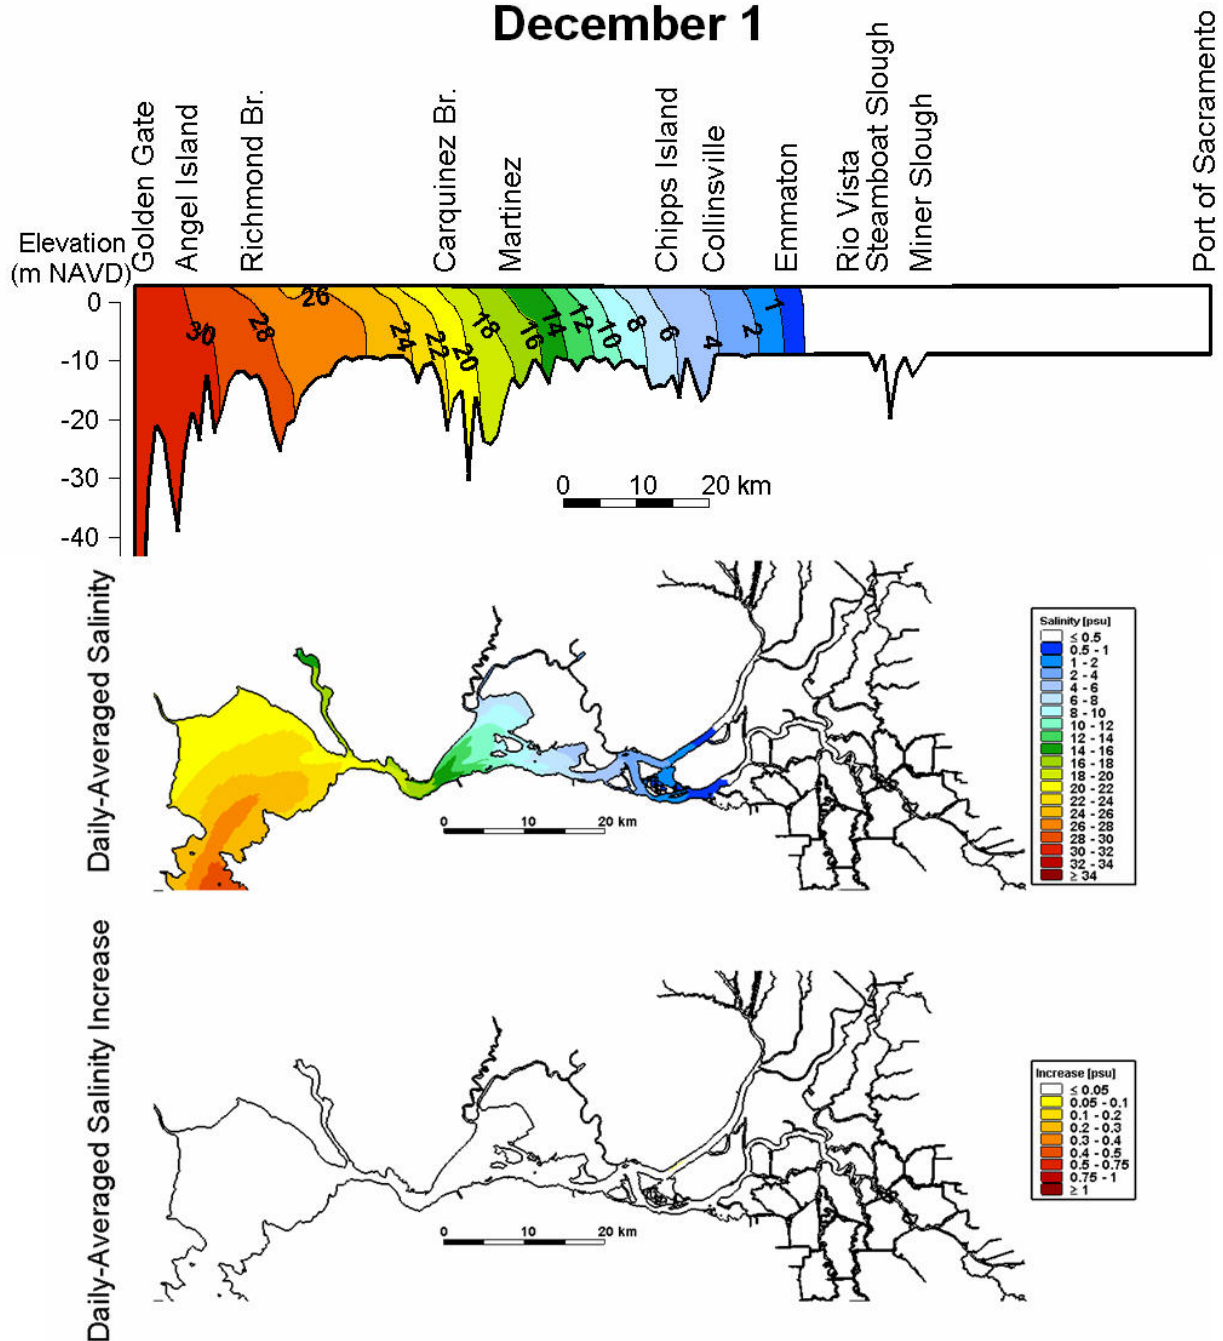 December 1
Golden Gate
Angel Island
Richmond Br.
Carquinez Br.
Martinez
Chipps Island
Collinsville
Emmaton
Rio Vista
Steamboat Slough
Miner Slough
Port of Sacramento
Elevation
(m NAVD)
0
-10
-20
-30
-40
30
28
26
24
22
20
18
16
14
12
10
8
6
4
2
1
0 10 20 km
Daily-Averaged Salinity
0 10 20 km
Salinity [psu]
≤ 0.5
0.5 - 1
1 - 2
2 - 4
4 - 6
6 - 8
8 - 10
10 - 12
12 - 14
14 - 16
16 - 18
18 - 20
20 - 22
22 - 24
24 - 26
26 - 28
28 - 30
30 - 32
32 - 34
≥ 34
Daily-Averaged Salinity Increase
0 10 20 km
Increase [psu]
≤ 0.05
0.05 - 0.1
0.1 - 0.2
0.2 - 0.3
0.3 - 0.4
0.4 - 0.5
0.5 - 0.75
0.75 - 1
≥ 1